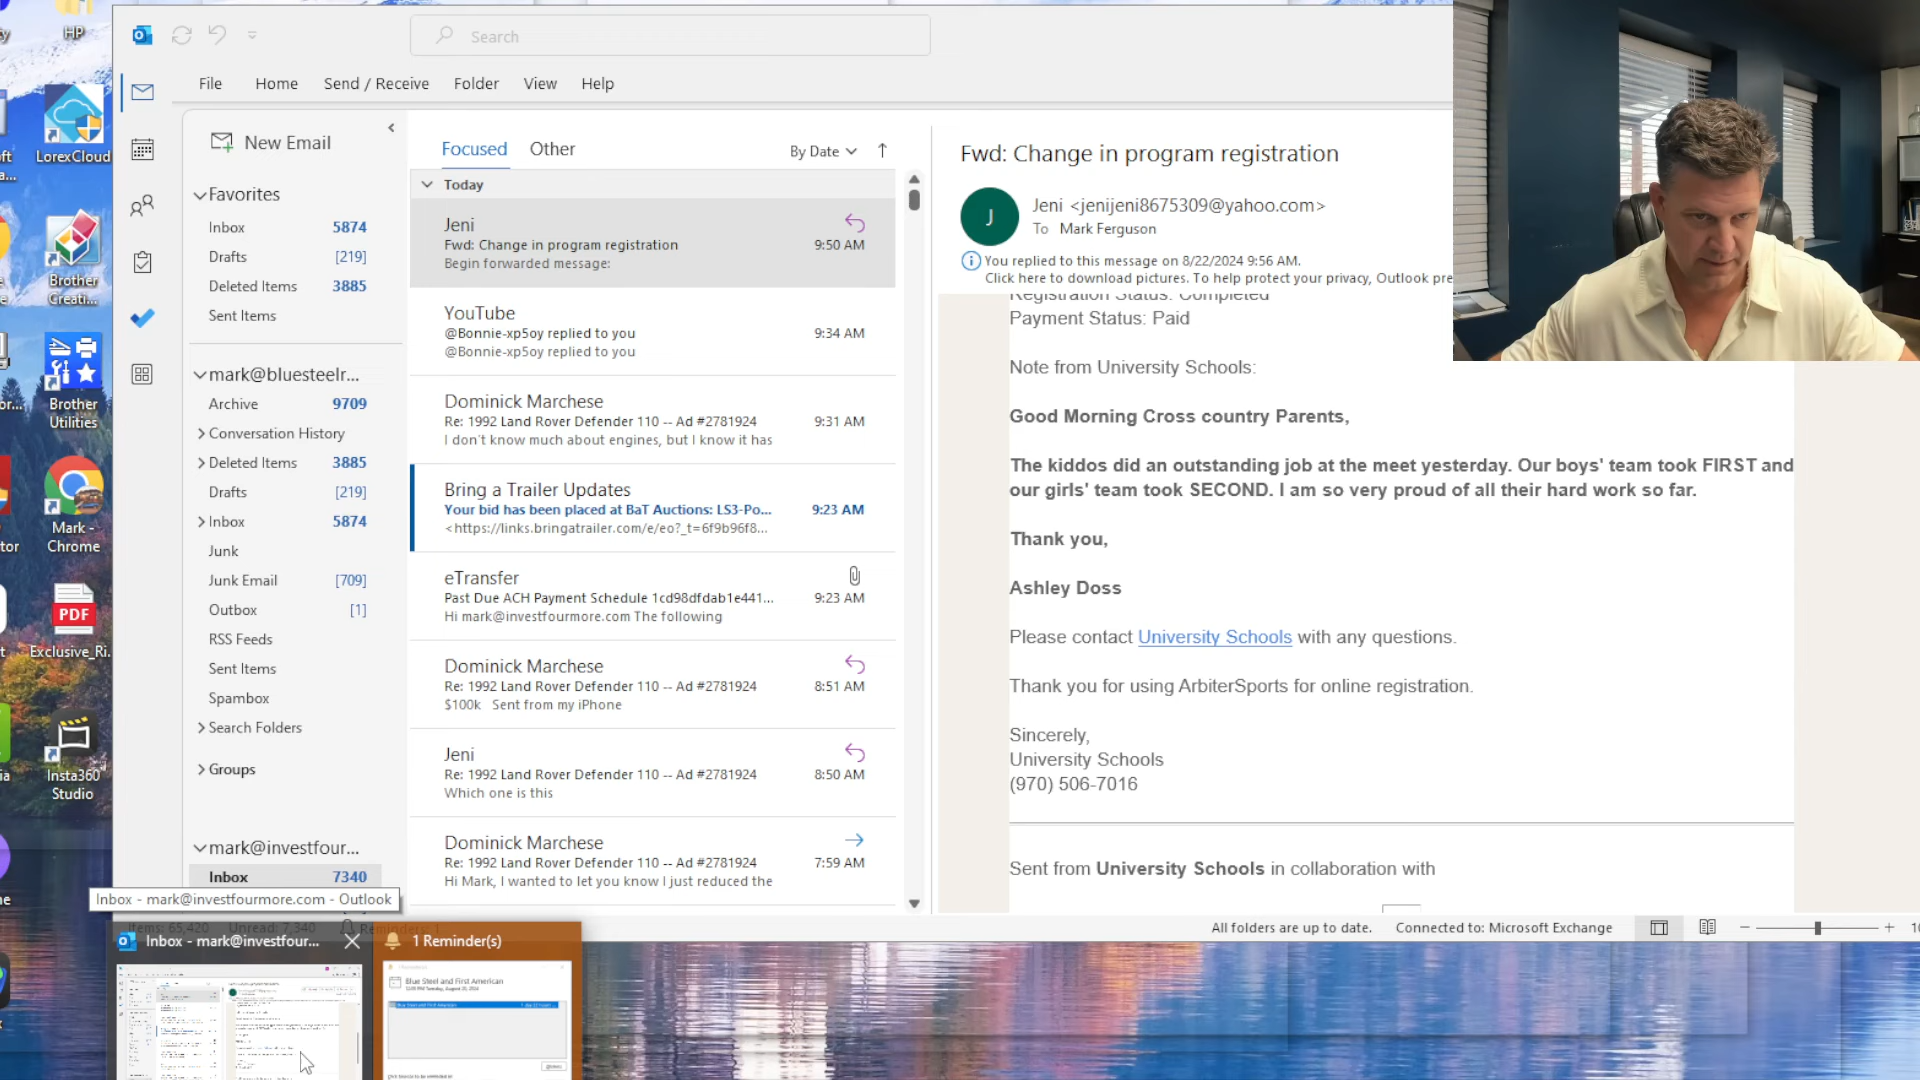 HP
LorexCloud
Brother
Creati...
Brother
Utilities
Mark -
Chrome
PDF
Exclusive_Ri...
Insta360
Studio
Search
File
Home
Send / Receive
Folder
View
Help
New Email
Favorites
Inbox 5874
Drafts [219]
Deleted Items 3885
Sent Items
mark@bluesteelr...
Archive 9709
Conversation History
Deleted Items 3885
Drafts [219]
Inbox 5874
Junk
Junk Email [709]
Outbox [1]
RSS Feeds
Sent Items
Spambox
Search Folders
Groups
mark@investfour...
Inbox 7340
Inbox - mark@investfourmore.com - Outlook
Items: 65,420 Unread: 7,340 Reminders: 1
Focused Other
By Date
Today
Jeni
Fwd: Change in program registration 9:50 AM
Begin forwarded message:
YouTube
@Bonnie-xp5oy replied to you 9:34 AM
@Bonnie-xp5oy replied to you
Dominick Marchese
Re: 1992 Land Rover Defender 110 -- Ad #2781924 9:31 AM
I don't know much about engines, but I know it has
Bring a Trailer Updates
Your bid has been placed at BaT Auctions: LS3-Po... 9:23 AM
<https://links.bringatrailer.com/e/eo?_t=6f9b96f8...
eTransfer
Past Due ACH Payment Schedule 1cd98dfdab1e441... 9:23 AM
Hi mark@investfourmore.com The following
Dominick Marchese
Re: 1992 Land Rover Defender 110 -- Ad #2781924 8:51 AM
$100k Sent from my iPhone
Jeni
Re: 1992 Land Rover Defender 110 -- Ad #2781924 8:50 AM
Which one is this
Dominick Marchese
Re: 1992 Land Rover Defender 110 -- Ad #2781924 7:59 AM
Hi Mark, I wanted to let you know I just reduced the
Fwd: Change in program registration
J
Jeni <jenijeni8675309@yahoo.com>
To Mark Ferguson
You replied to this message on 8/22/2024 9:56 AM.
Click here to download pictures. To help protect your privacy, Outlook pre
Registration Status: Completed
Payment Status: Paid
Note from University Schools:
Good Morning Cross country Parents,
The kiddos did an outstanding job at the meet yesterday. Our boys' team took FIRST and
our girls' team took SECOND. I am so very proud of all their hard work so far.
Thank you,
Ashley Doss
Please contact University Schools with any questions.
Thank you for using ArbiterSports for online registration.
Sincerely,
University Schools
(970) 506-7016
Sent from University Schools in collaboration with
All folders are up to date. Connected to: Microsoft Exchange
Inbox - mark@investfour...
1 Reminder(s)
Blue Steel and First American